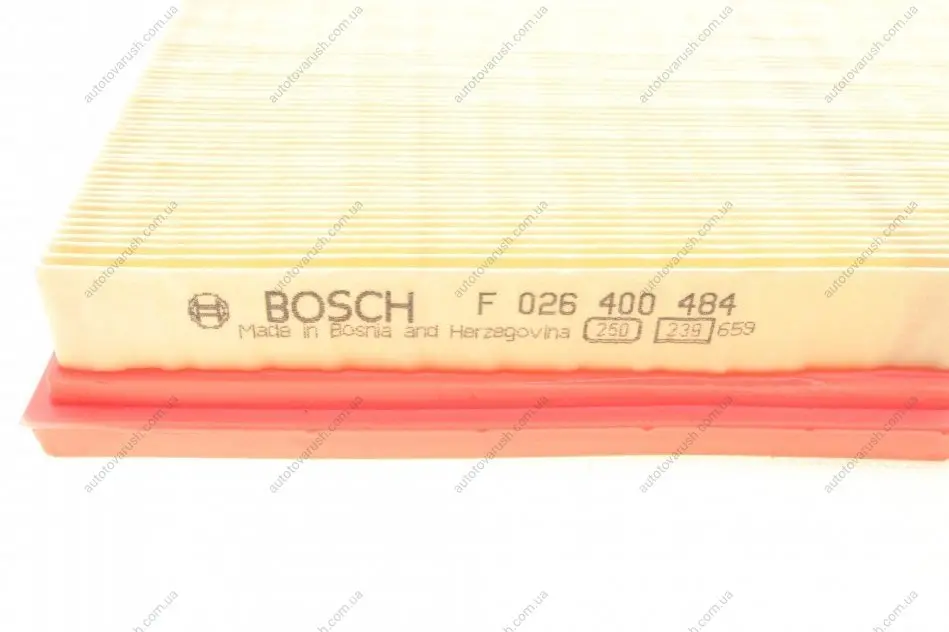 BOSCH F 026 400 484
Made in Bosnia and Herzegovina 250 239 659
autotovarush.com.ua